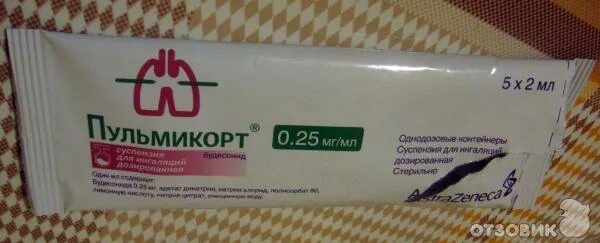 5 x 2 мл
Пульмикорт®
0.25 мг/мл
суспензия
для ингаляций
дозированная
будесонид
Один мл содержит:
Будесонида 0.25 мг, эдетат динатрия, натрия хлорид, полисорбат 80,
лимонную кислоту, натрия цитрат, очищенную воду.
Однодозовые контейнеры
Суспензия для ингаляций
дозированная
Стерильно
AstraZeneca
ОТЗОВИК